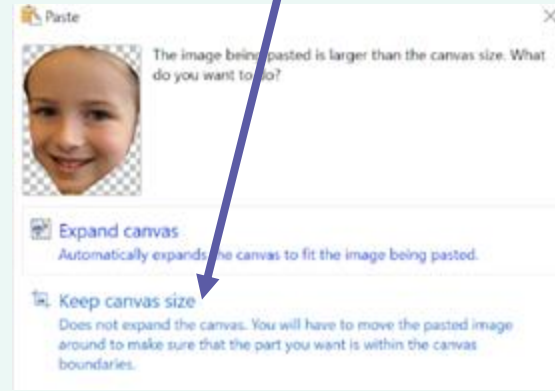 Paste
The image being pasted is larger than the canvas size. What
do you want to do?
Expand canvas
Automatically expands the canvas to fit the image being pasted.
Keep canvas size
Does not expand the canvas. You will have to move the pasted image
around to make sure that the part you want is within the canvas
boundaries.